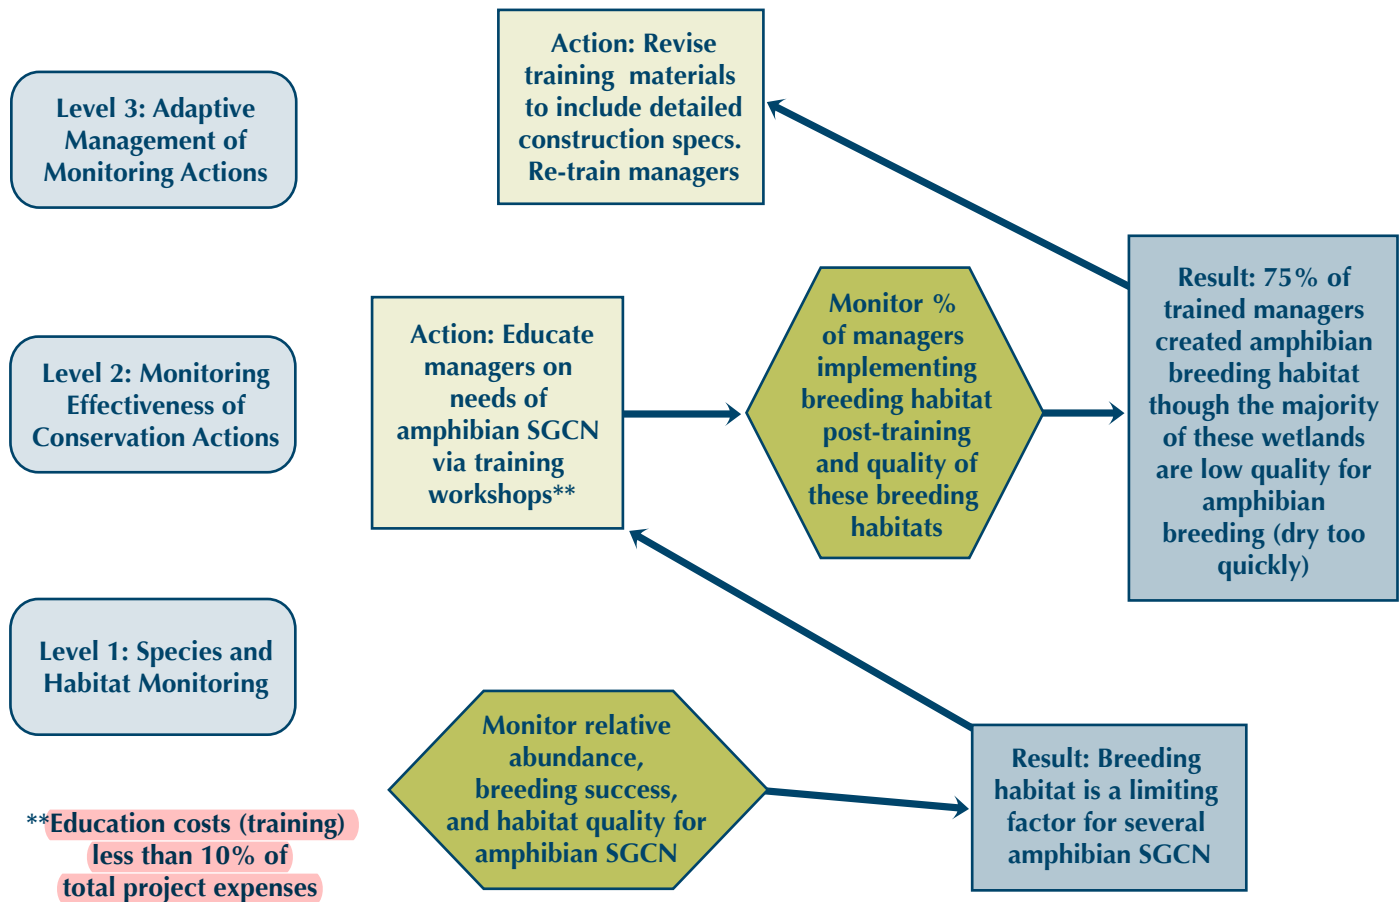 Action: Revise
training materials
to include detailed
construction specs.
Re-train managers
Level 3: Adaptive
Management of
Monitoring Actions
Level 2: Monitoring
Effectiveness of
Conservation Actions
Action: Educate
managers on
needs of
amphibian SGCN
via training
workshops**
Monitor %
of managers
implementing
breeding habitat
post-training
and quality of
these breeding
habitats
Result: 75% of
trained managers
created amphibian
breeding habitat
though the majority
of these wetlands
are low quality for
amphibian
breeding (dry too
quickly)
Level 1: Species and
Habitat Monitoring
Monitor relative
abundance,
breeding success,
and habitat quality for
amphibian SGCN
Result: Breeding
habitat is a limiting
factor for several
amphibian SGCN
**Education costs (training)
less than 10% of
total project expenses